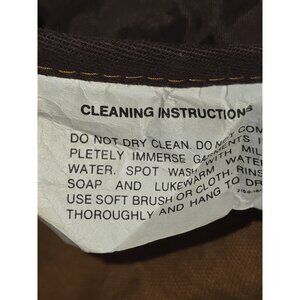 CLEANING INSTRUCTIONS
DO NOT DRY CLEAN. DO NOT COM
PLETELY IMMERSE GARMENTS I
WATER. SPOT WASH WITH MIL
SOAP AND LUKEWARM WATER
USE SOFT BRUSH OR CLOTH. RINS
THOROUGHLY AND HANG TO DR